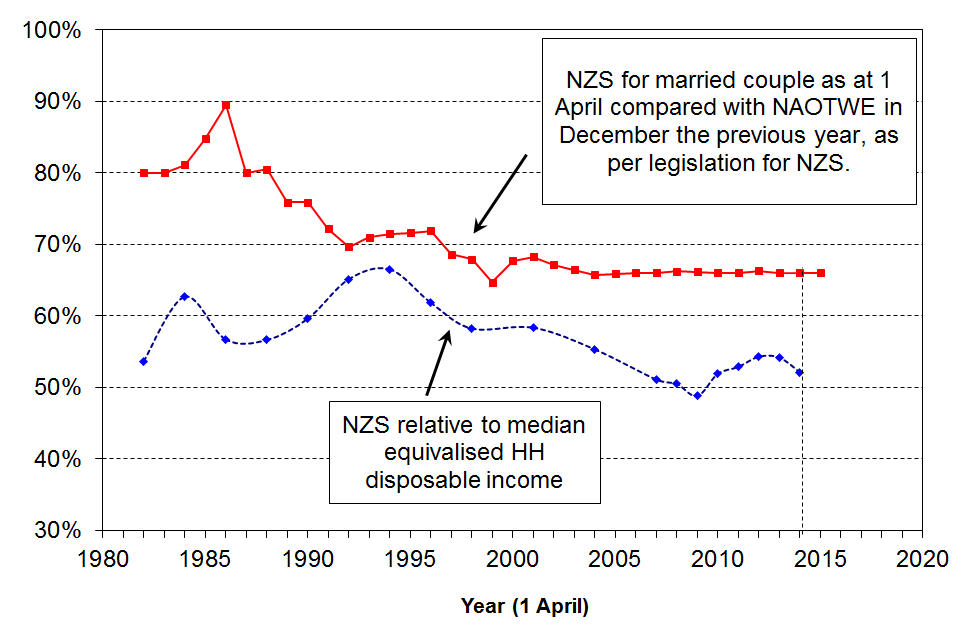 100%
90%
80%
70%
60%
50%
40%
30%
NZS for married couple as at 1
April compared with NAOTWE in
December the previous year, as
per legislation for NZS.
NZS relative to median
equivalised HH
disposable income
1980 1985 1990 1995 2000 2005 2010 2015 2020
Year (1 April)